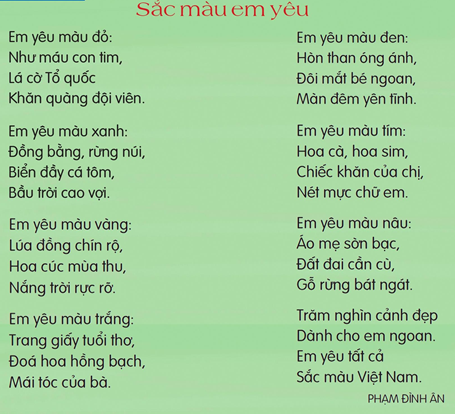 Sắc màu em yêu
Em yêu màu đỏ:
Như máu con tim,
Lá cờ Tổ quốc
Khăn quàng đội viên.
Em yêu màu xanh:
Đồng bằng, rừng núi,
Biển đầy cá tôm,
Bầu trời cao vợi.
Em yêu màu vàng:
Lúa đồng chín rộ,
Hoa cúc mùa thu,
Nắng trời rực rỡ.
Em yêu màu trắng:
Trang giấy tuổi thơ,
Đoá hoa hồng bạch,
Mái tóc của bà.
Em yêu màu đen:
Hòn than óng ánh,
Đôi mắt bé ngoan,
Màn đêm yên tĩnh.
Em yêu màu tím:
Hoa cà, hoa sim,
Chiếc khăn của chị,
Nét mực chữ em.
Em yêu màu nâu:
Áo mẹ sờn bạc,
Đất đai cần cù,
Gỗ rừng bát ngát.
Trăm nghìn cảnh đẹp
Dành cho em ngoan.
Em yêu tất cả
Sắc màu Việt Nam.
PHẠM ĐÌNH ÂN